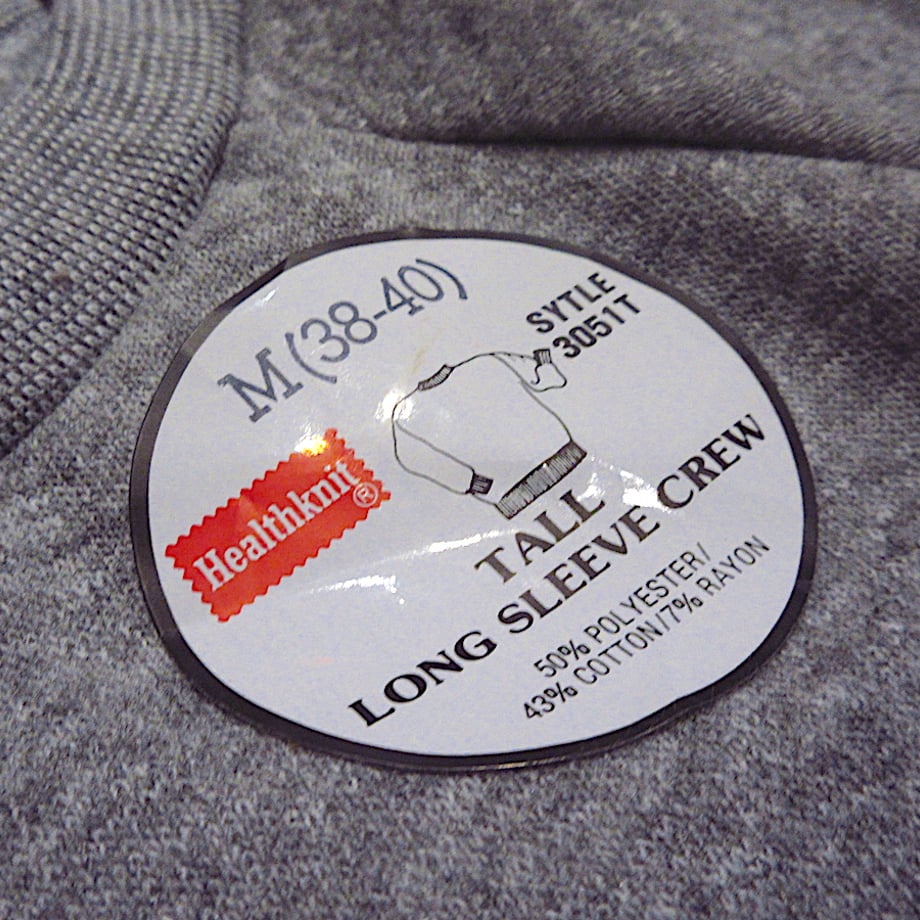 M(38-40)
SYTLE
3051T
Healthknit®
TALL
LONG SLEEVE CREW
50% POLYESTER/
43% COTTON/7% RAYON